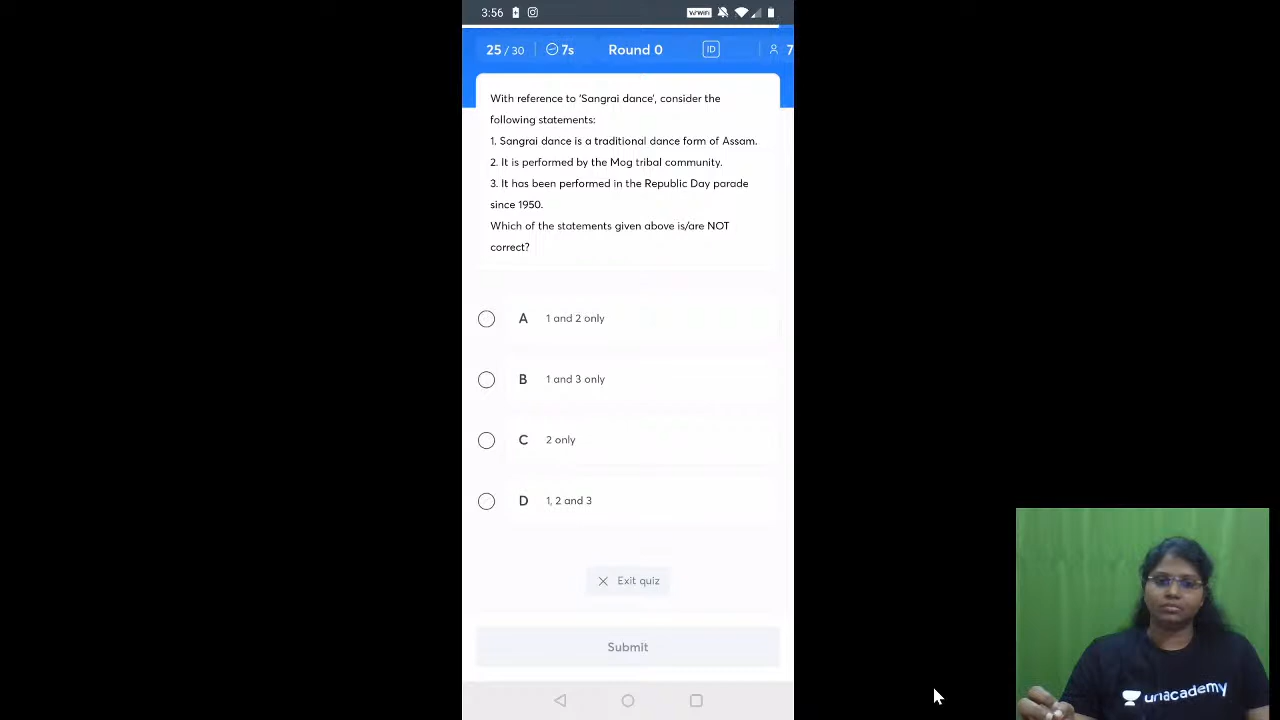 3:56
25 / 30 7s Round 0 ID 7
With reference to 'Sangrai dance', consider the
following statements:
1. Sangrai dance is a traditional dance form of Assam.
2. It is performed by the Mog tribal community.
3. It has been performed in the Republic Day parade
since 1950.
Which of the statements given above is/are NOT
correct?
A 1 and 2 only
B 1 and 3 only
C 2 only
D 1, 2 and 3
Exit quiz
Submit
unacademy